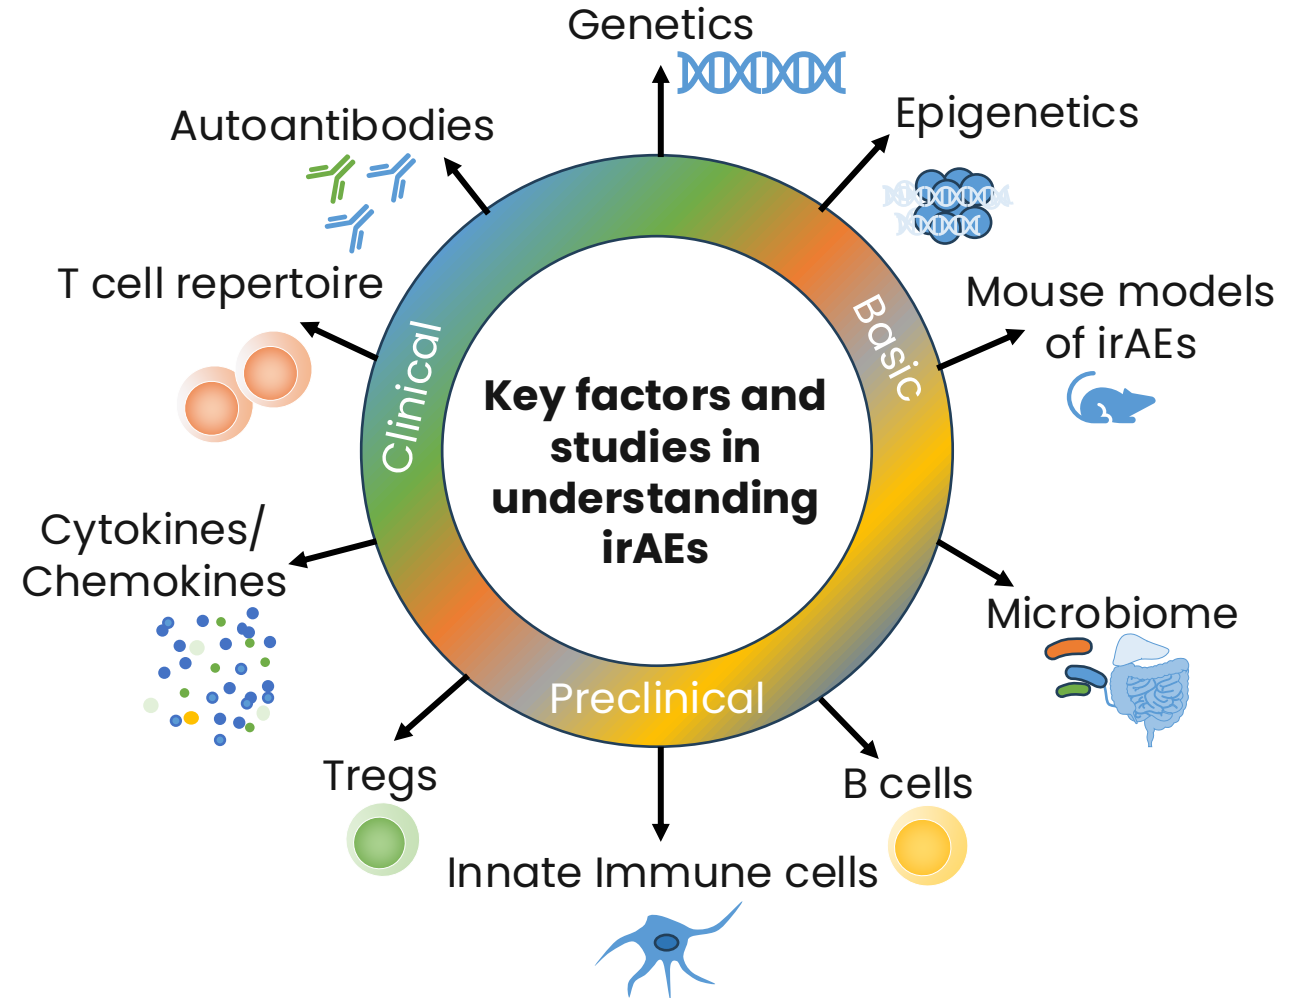 Genetics
Epigenetics
Mouse models
of irAEs
Microbiome
B cells
Innate Immune cells
Tregs
Cytokines/
Chemokines
T cell repertoire
Autoantibodies
Clinical
Basic
Preclinical
Key factors and
studies in
understanding
irAEs